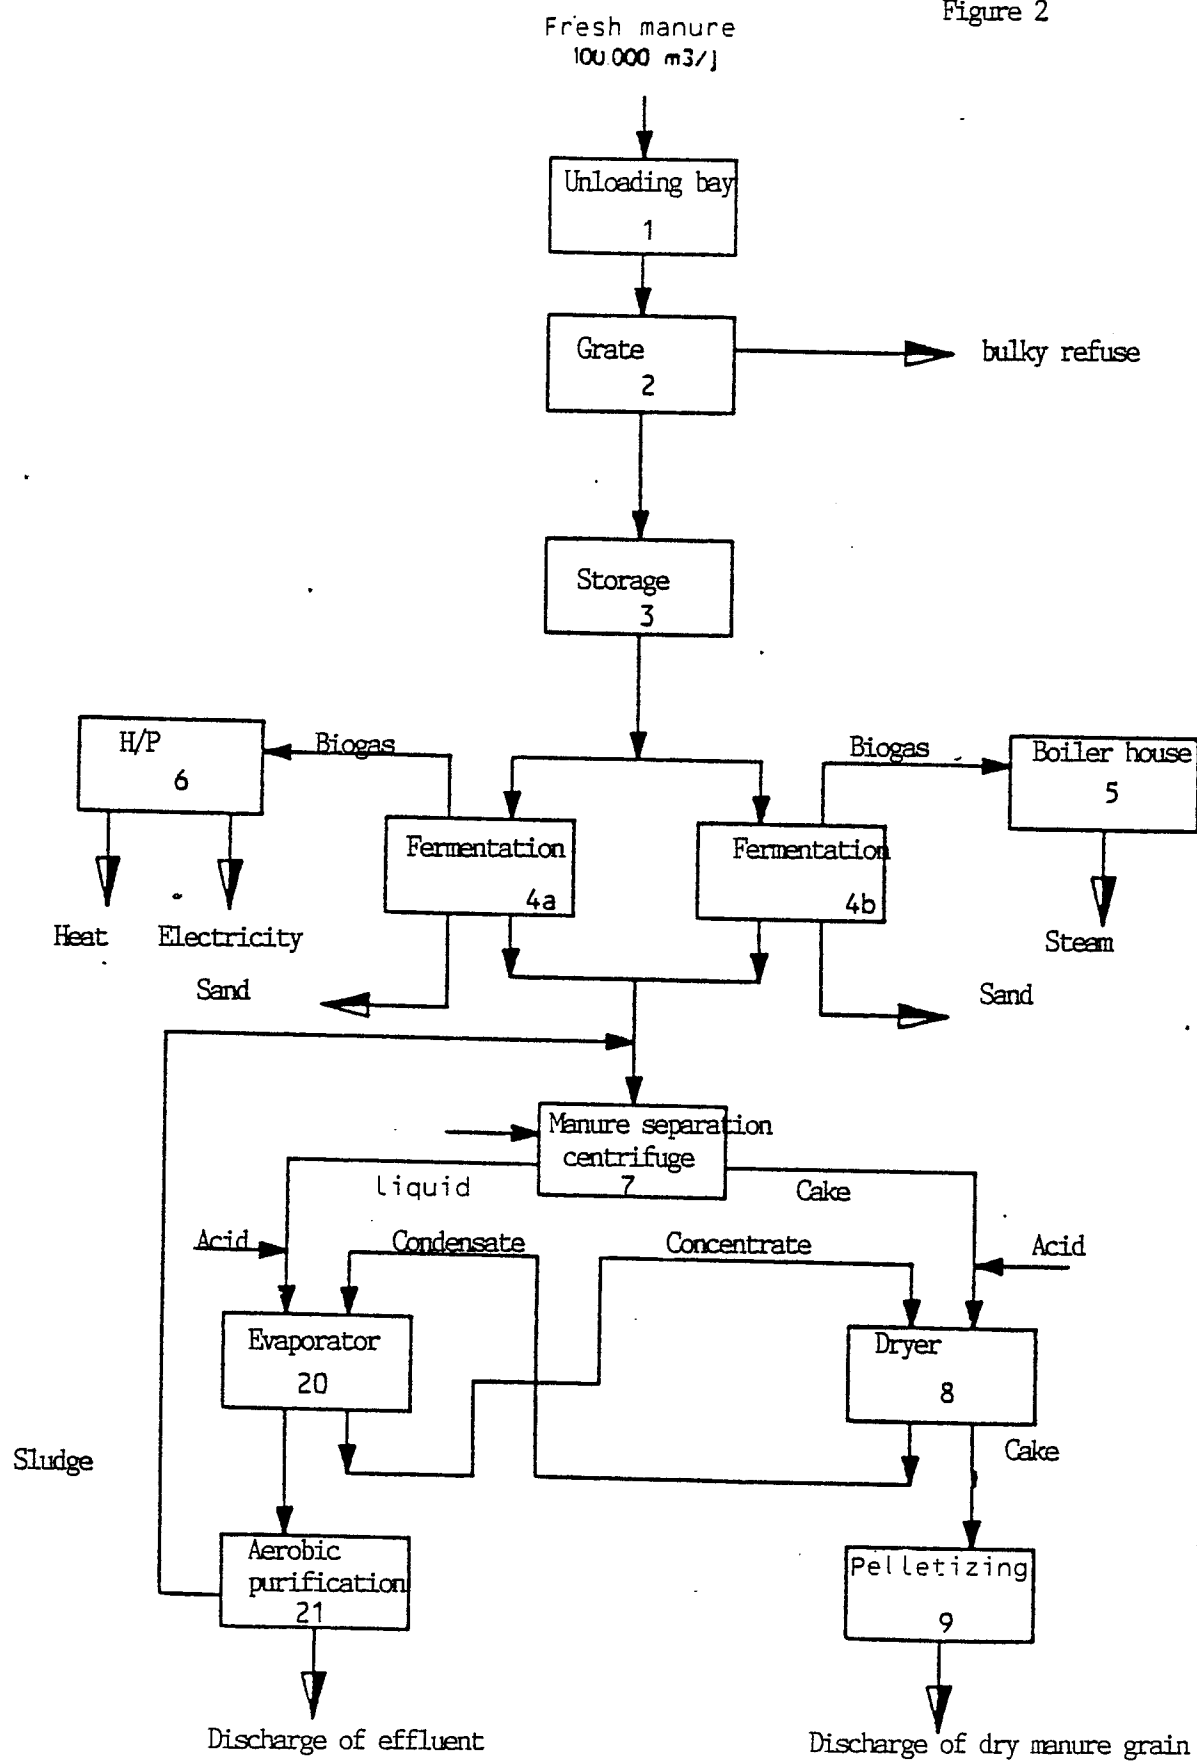 Figure 2
Fresh manure
100.000 m3/j
Unloading bay
1
Grate
2
bulky refuse
Storage
3
H/P
6
Biogas
Biogas
Boiler house
5
Fermentation
4a
Fermentation
4b
Heat
Electricity
Steam
Sand
Sand
Manure separation
centrifuge
7
liquid
Cake
Acid
Condensate
Concentrate
Acid
Evaporator
20
Dryer
8
Sludge
Cake
Aerobic
purification
21
Pelletizing
9
Discharge of effluent
Discharge of dry manure grain